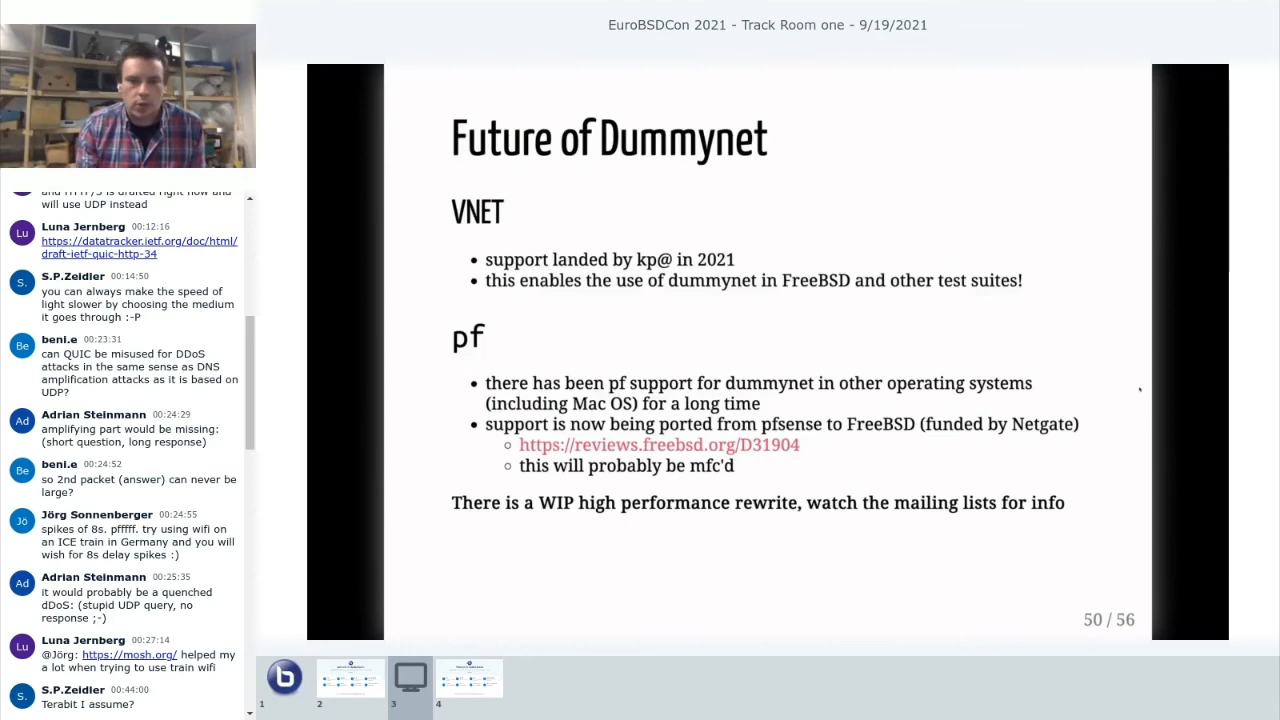 EuroBSDCon 2021 - Track Room one - 9/19/2021
and HTTP/3 is drafted right now and
will use UDP instead
Lu
Luna Jernberg 00:12:16
https://datatracker.ietf.org/doc/html/
draft-ietf-quic-http-34
S.
S.P.Zeidler 00:14:50
you can always make the speed of
light slower by choosing the medium
it goes through :-P
Be
beni.e 00:23:31
can QUIC be misused for DDoS
attacks in the same sense as DNS
amplification attacks as it is based on
UDP?
Ad
Adrian Steinmann 00:24:29
amplifying part would be missing:
(short question, long response)
Be
beni.e 00:24:52
so 2nd packet (answer) can never be
large?
Jö
Jörg Sonnenberger 00:24:55
spikes of 8s. pfffff. try using wifi on
an ICE train in Germany and you will
wish for 8s delay spikes :)
Ad
Adrian Steinmann 00:25:35
it would probably be a quenched
dDoS: (stupid UDP query, no
response ;-)
Lu
Luna Jernberg 00:27:14
@Jörg: https://mosh.org/ helped my
a lot when trying to use train wifi
S.
S.P.Zeidler 00:44:00
Terabit I assume?
Future of Dummynet
VNET
• support landed by kp@ in 2021
• this enables the use of dummynet in FreeBSD and other test suites!
pf
• there has been pf support for dummynet in other operating systems
(including Mac OS) for a long time
• support is now being ported from pfsense to FreeBSD (funded by Netgate)
○ https://reviews.freebsd.org/D31904
○ this will probably be mfc'd
There is a WIP high performance rewrite, watch the mailing lists for info
50 / 56
1
2
3
4